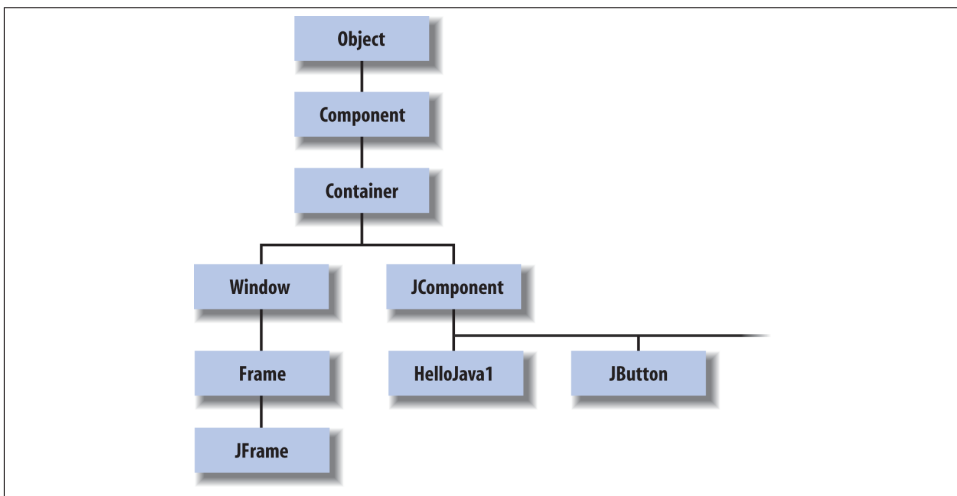 Object
Component
Container
Window
JComponent
Frame
HelloJava1
JButton
JFrame